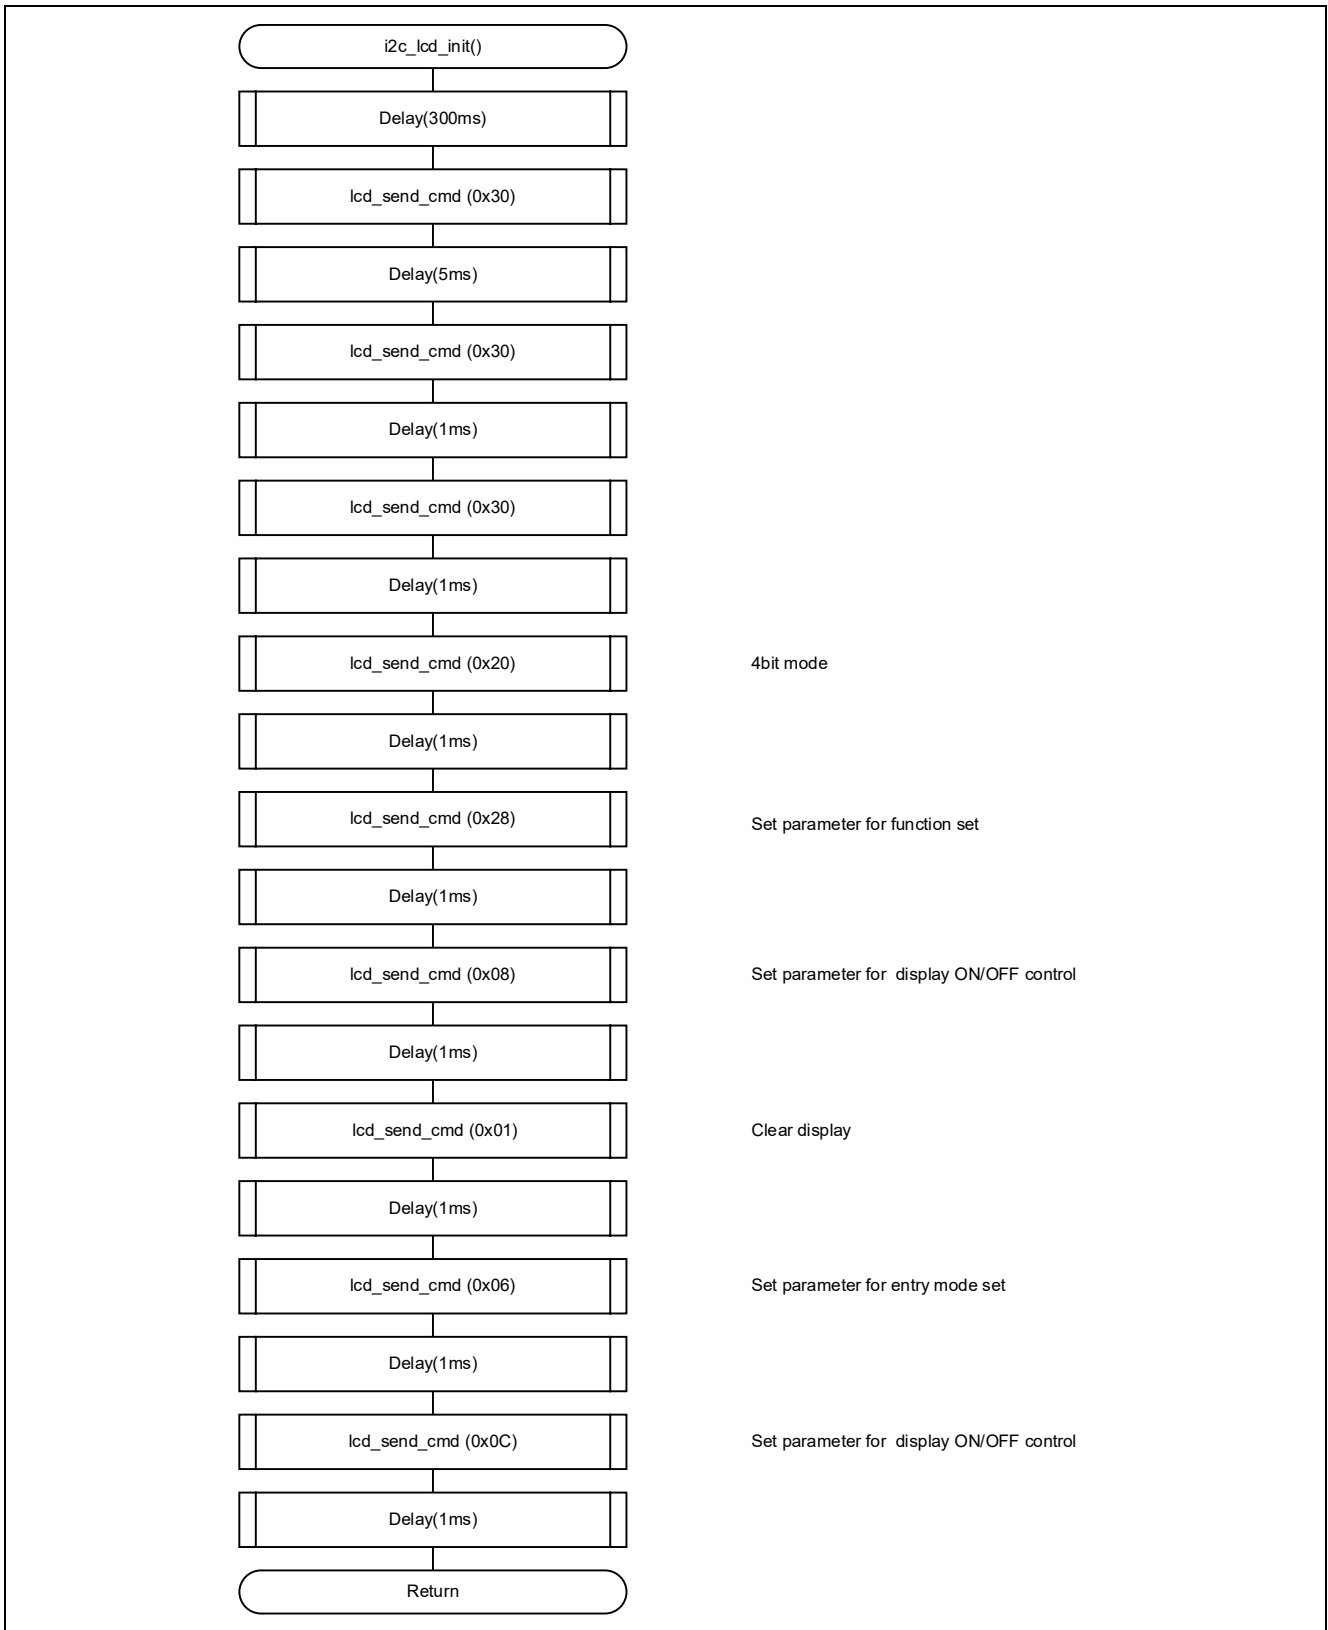 i2c_lcd_init()
Delay(300ms)
lcd_send_cmd (0x30)
Delay(5ms)
lcd_send_cmd (0x30)
Delay(1ms)
lcd_send_cmd (0x30)
Delay(1ms)
lcd_send_cmd (0x20)
4bit mode
Delay(1ms)
lcd_send_cmd (0x28)
Set parameter for function set
Delay(1ms)
lcd_send_cmd (0x08)
Set parameter for  display ON/OFF control
Delay(1ms)
lcd_send_cmd (0x01)
Clear display
Delay(1ms)
lcd_send_cmd (0x06)
Set parameter for entry mode set
Delay(1ms)
lcd_send_cmd (0x0C)
Set parameter for  display ON/OFF control
Delay(1ms)
Return